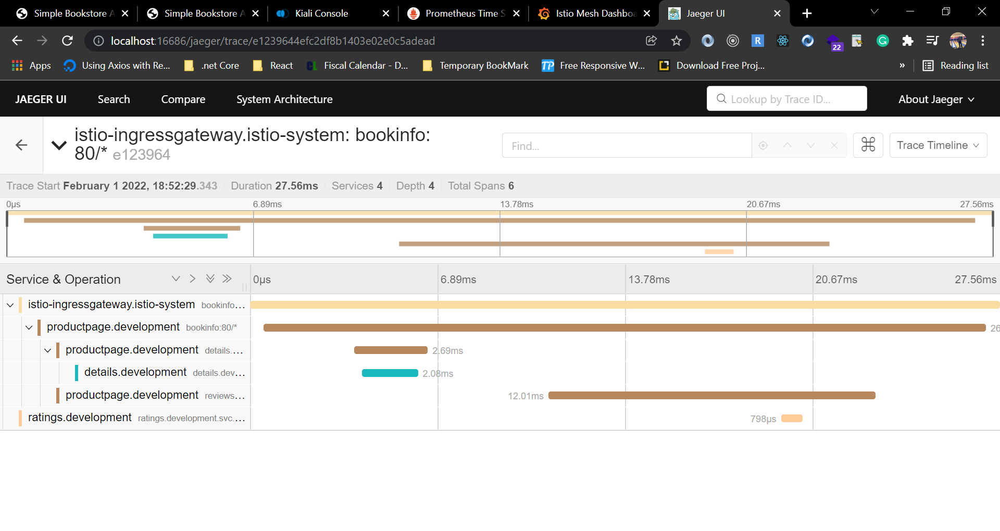 Simple Bookstore A
Simple Bookstore A
Kiali Console
Prometheus Time S
Istio Mesh Dashboa
Jaeger UI
localhost:16686/jaeger/trace/e1239644efc2df8b1403e02e0c5adead
R
22
G
Apps
Using Axios with Re...
.net Core
React
CL
Fiscal Calendar - D...
Temporary BookMark
TP
Free Responsive W...
Download Free Proj...
»
Reading list
JAEGER UI
Search
Compare
System Architecture
Lookup by Trace ID...
About Jaeger
istio-ingressgateway.istio-system: bookinfo:
80/* e123964
Find...
⌘
Trace Timeline
Trace Start February 1 2022, 18:52:29.343
Duration 27.56ms
Services 4
Depth 4
Total Spans 6
0μs
6.89ms
13.78ms
20.67ms
27.56ms
Service & Operation
0μs
6.89ms
13.78ms
20.67ms
27.56ms
istio-ingressgateway.istio-system bookinfo...
productpage.development bookinfo:80/*
26
productpage.development details....
2.69ms
details.development details.dev...
2.08ms
productpage.development reviews...
12.01ms
ratings.development ratings.development.svc....
798μs